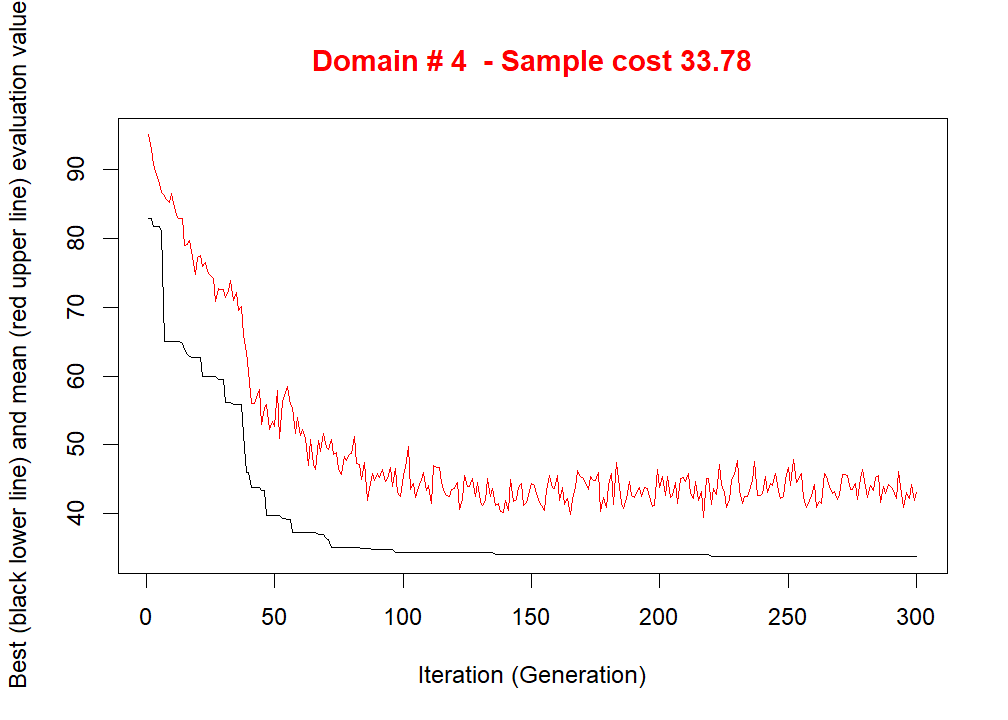 Domain # 4  - Sample cost 33.78
Best (black lower line) and mean (red upper line) evaluation value
90
80
70
60
50
40
0 50 100 150 200 250 300
Iteration (Generation)